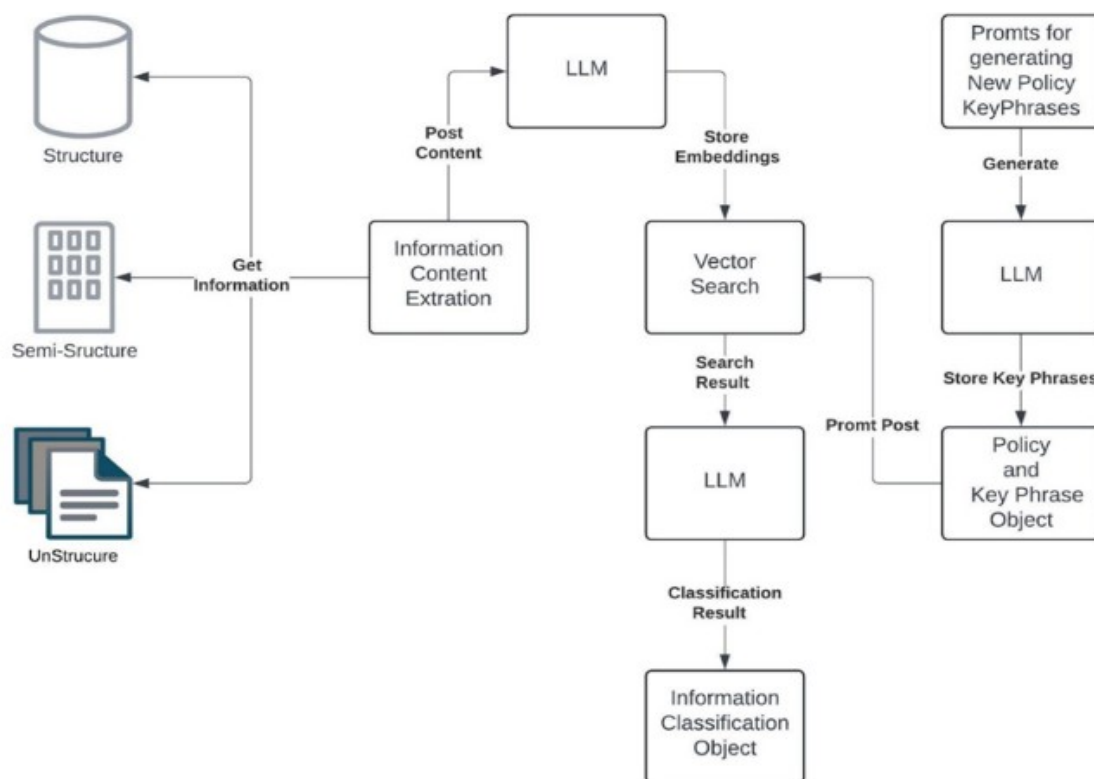 Structure
Semi-Sructure
UnStrucure
Get
Information
Information
Content
Extration
Post
Content
LLM
Store
Embeddings
Vector
Search
Search
Result
LLM
Classification
Result
Information
Classification
Object
Promts for
generating
New Policy
KeyPhrases
Generate
LLM
Store Key Phrases
Policy
and
Key Phrase
Object
Promt Post